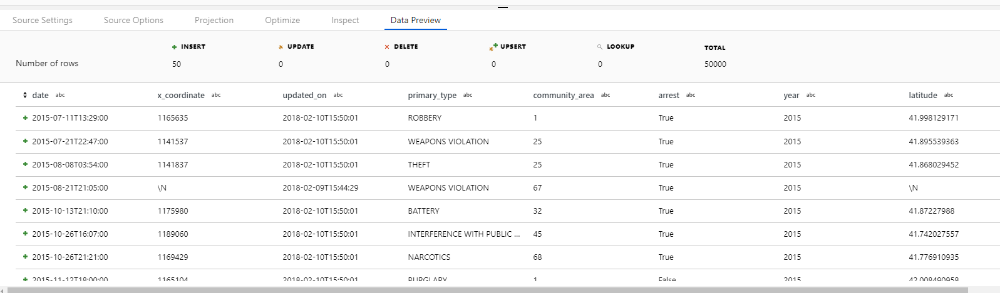 Source Settings Source Options Projection Optimize Inspect Data Preview
INSERT UPDATE DELETE UPSERT LOOKUP TOTAL
Number of rows 50 0 0 0 0 50000
date abc x_coordinate abc updated_on abc primary_type abc community_area abc arrest abc year abc latitude abc
2015-07-11T13:29:00 1165635 2018-02-10T15:50:01 ROBBERY 1 True 2015 41.998129171
2015-07-21T22:47:00 1141537 2018-02-10T15:50:01 WEAPONS VIOLATION 25 True 2015 41.895539363
2015-08-08T03:54:00 1141837 2018-02-10T15:50:01 THEFT 25 True 2015 41.868029452
2015-08-21T21:05:00 \N 2018-02-09T15:44:29 WEAPONS VIOLATION 67 True 2015 \N
2015-10-13T21:10:00 1175980 2018-02-10T15:50:01 BATTERY 32 True 2015 41.87227988
2015-10-26T16:07:00 1189060 2018-02-10T15:50:01 INTERFERENCE WITH PUBLIC ... 45 True 2015 41.742027557
2015-10-26T21:21:00 1169429 2018-02-10T15:50:01 NARCOTICS 68 True 2015 41.776910935
2015-11-12T18:00:00 1165104 2018-02-10T15:50:01 BURGLARY 1 False 2015 42.008490958